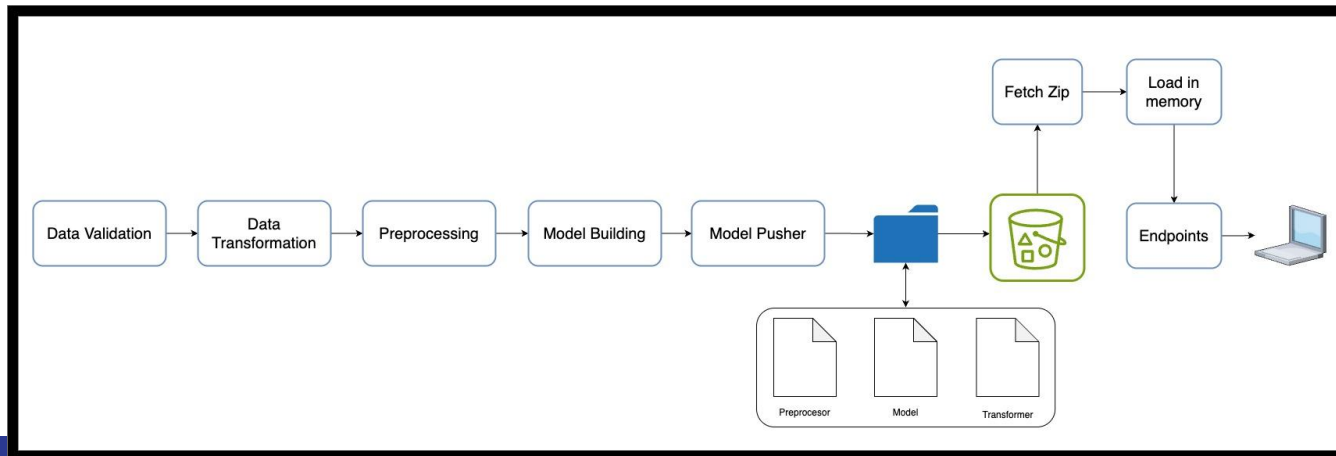 Fetch Zip
Load in
memory
Data Validation
Data
Transformation
Preprocessing
Model Building
Model Pusher
Endpoints
Preprocesor
Model
Transformer